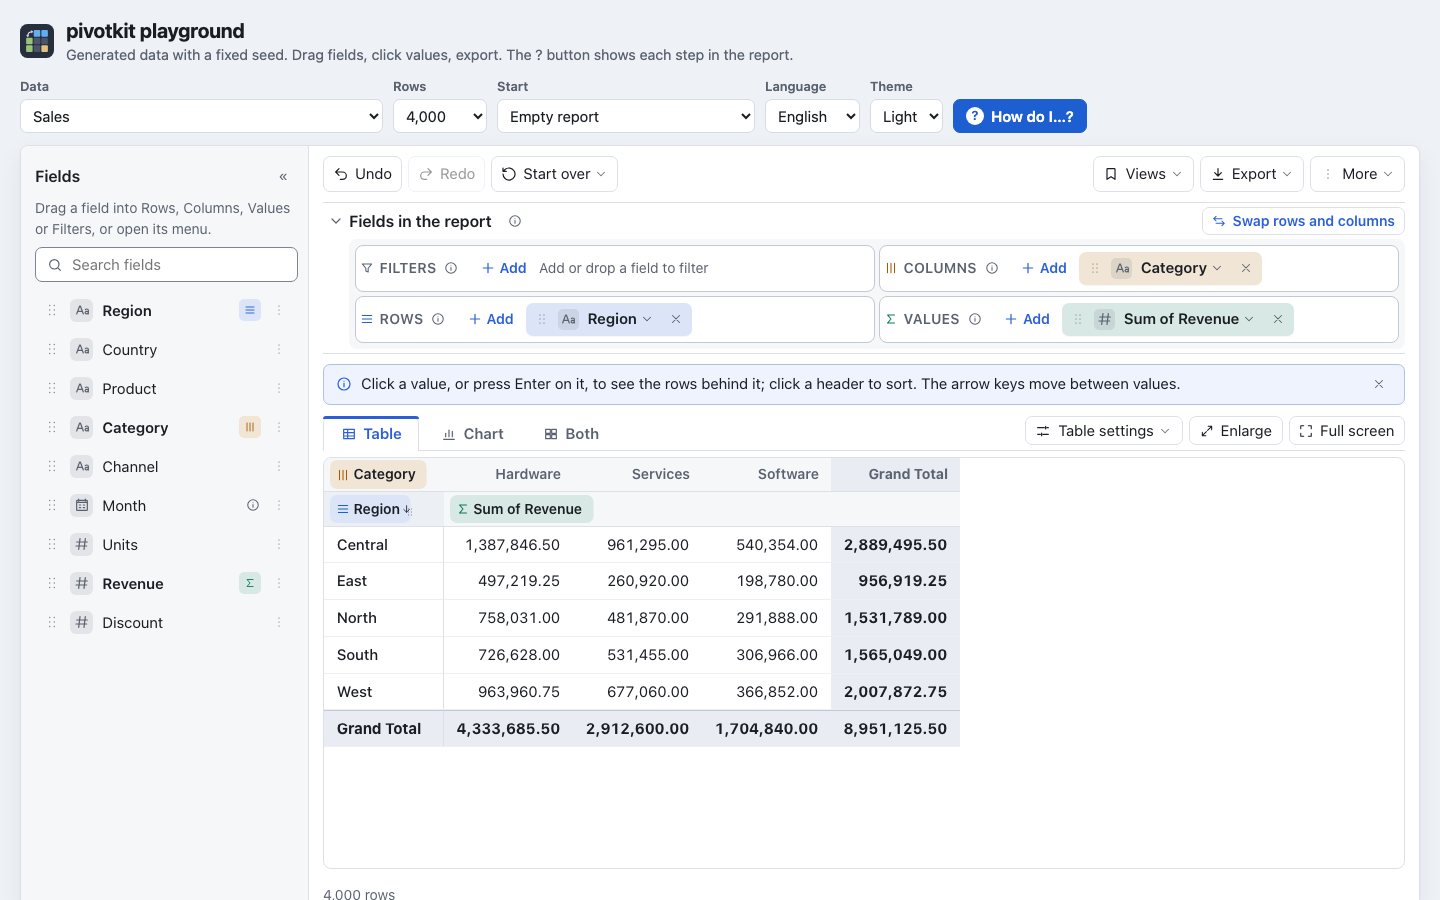 pivotkit playground
Generated data with a fixed seed. Drag fields, click values, export. The ? button shows each step in the report.
Data Rows Start Language Theme
Sales 4,000 Empty report English Light ? How do I...?
Fields «
Drag a field into Rows, Columns, Values
or Filters, or open its menu.
Search fields
Aa Region
Aa Country
Aa Product
Aa Category
Aa Channel
Month
# Units
# Revenue Σ
# Discount
Undo Redo Start over Views Export More
Fields in the report Swap rows and columns
FILTERS + Add Add or drop a field to filter
COLUMNS + Add Aa Category ×
ROWS + Add Aa Region ×
Σ VALUES + Add # Sum of Revenue ×
Click a value, or press Enter on it, to see the rows behind it; click a header to sort. The arrow keys move between values. ×
Table Chart Both Table settings Enlarge Full screen
Category Hardware Services Software Grand Total
Region ↓ Σ Sum of Revenue
Central 1,387,846.50 961,295.00 540,354.00 2,889,495.50
East 497,219.25 260,920.00 198,780.00 956,919.25
North 758,031.00 481,870.00 291,888.00 1,531,789.00
South 726,628.00 531,455.00 306,966.00 1,565,049.00
West 963,960.75 677,060.00 366,852.00 2,007,872.75
Grand Total 4,333,685.50 2,912,600.00 1,704,840.00 8,951,125.50
4,000 rows